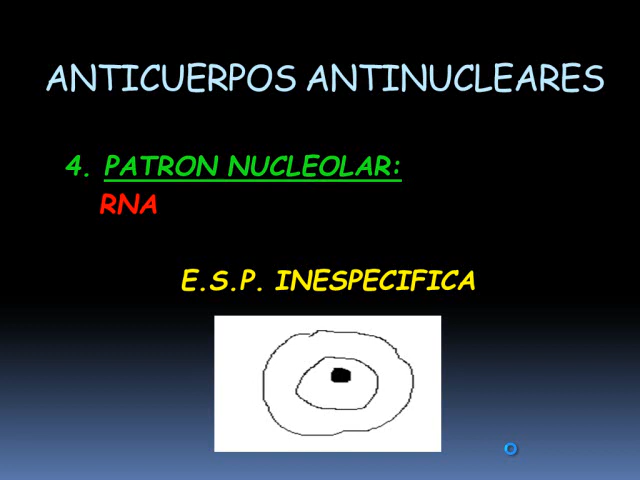 ANTICUERPOS ANTINUCLEARES
4. PATRON NUCLEOLAR:
RNA
E.S.P. INESPECIFICA